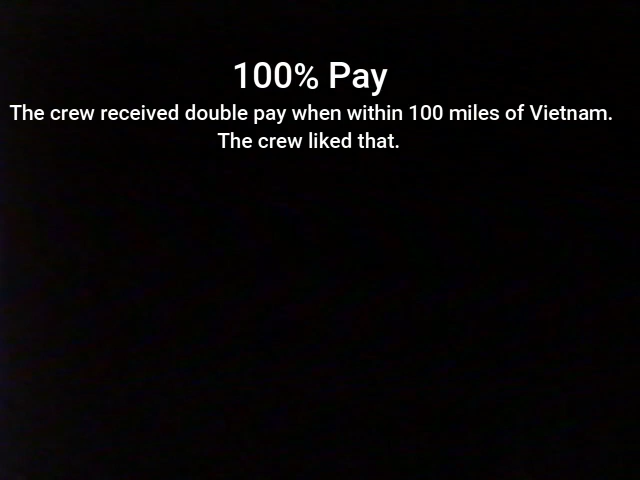 100% Pay
The crew received double pay when within 100 miles of Vietnam.
The crew liked that.